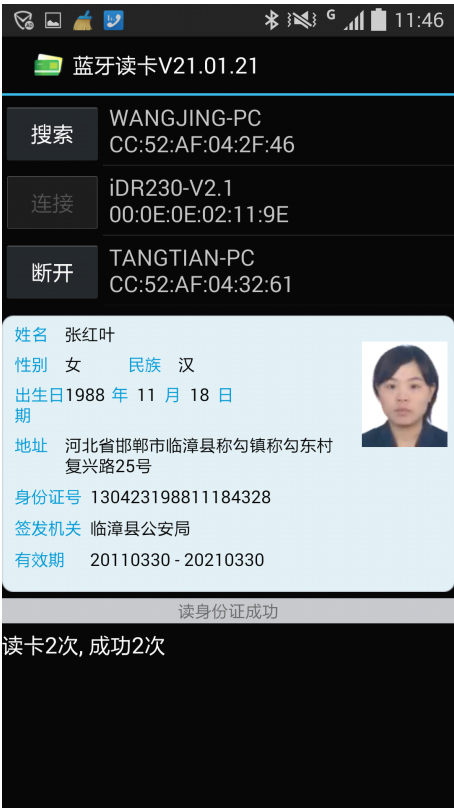 G 11:46
蓝牙读卡V21.01.21
搜索
WANGJING-PC
CC:52:AF:04:2F:46
连接
iDR230-V2.1
00:0E:0E:02:11:9E
断开
TANGTIAN-PC
CC:52:AF:04:32:61
姓名 张红叶
性别 女 民族 汉
出生日期 1988 年 11 月 18 日
地址 河北省邯郸市临漳县称勾镇称勾东村
复兴路25号
身份证号 130423198811184328
签发机关 临漳县公安局
有效期 20110330 - 20210330
读身份证成功
读卡2次, 成功2次